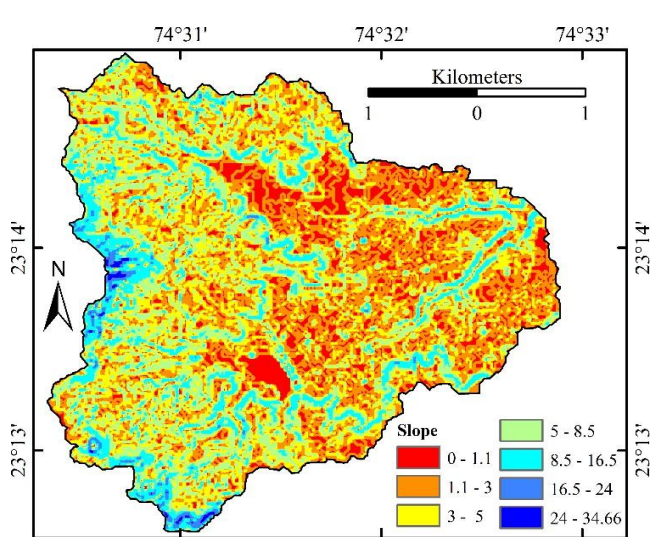 74°31' 74°32' 74°33'
Kilometers
1 0 1
23°14' 23°14'
N
23°13' 23°13'
Slope
0 - 1.1
1.1 - 3
3 - 5
5 - 8.5
8.5 - 16.5
16.5 - 24
24 - 34.66